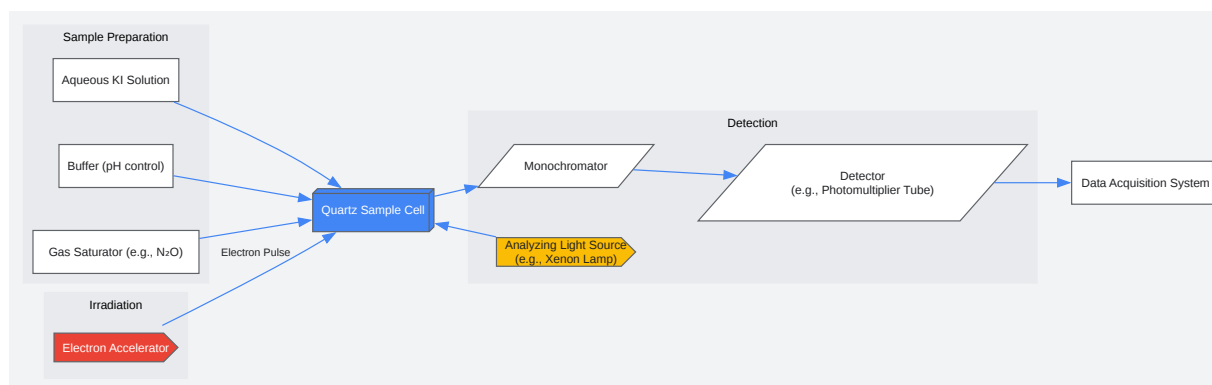 Sample Preparation
Aqueous KI Solution
Buffer (pH control)
Gas Saturator (e.g., N₂O)
Electron Pulse
Irradiation
Electron Accelerator
Quartz Sample Cell
Detection
Monochromator
Analyzing Light Source
(e.g., Xenon Lamp)
Detector
(e.g., Photomultiplier Tube)
Data Acquisition System